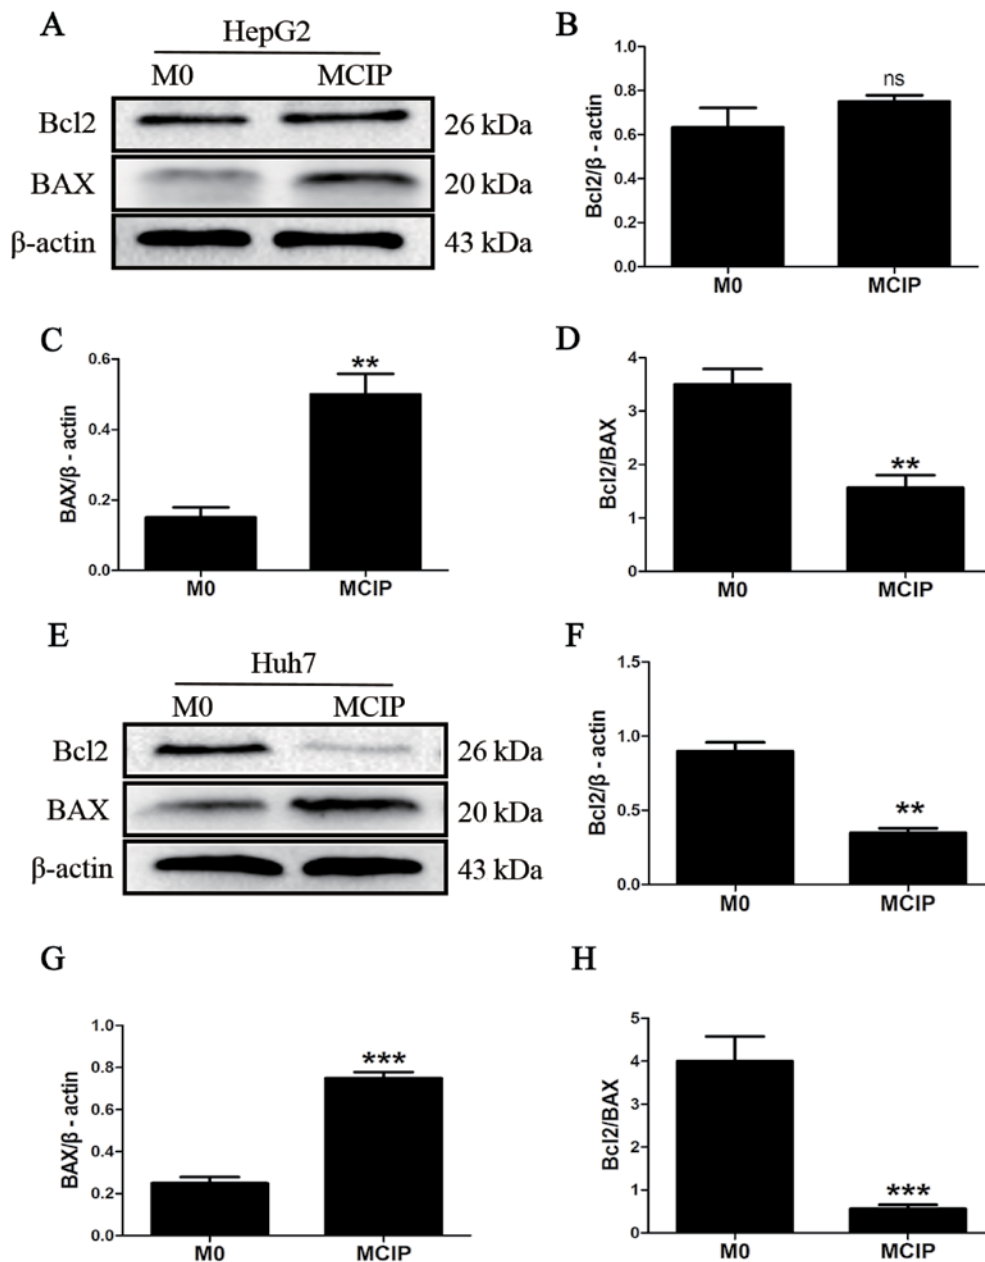 A
HepG2
M0 MCIP
Bcl2 26 kDa
BAX 20 kDa
β-actin 43 kDa
B
Bcl2/β - actin
1.0
0.8
0.6
0.4
0.2
0.0
ns
M0 MCIP
C
BAX/β - actin
0.6
0.4
0.2
0.0
**
M0 MCIP
D
Bcl2/BAX
4
3
2
1
0
**
M0 MCIP
E
Huh7
M0 MCIP
Bcl2 26 kDa
BAX 20 kDa
β-actin 43 kDa
F
Bcl2/β - actin
1.5
1.0
0.5
0.0
**
M0 MCIP
G
BAX/β - actin
1.0
0.8
0.6
0.4
0.2
0.0
***
M0 MCIP
H
Bcl2/BAX
5
4
3
2
1
0
***
M0 MCIP